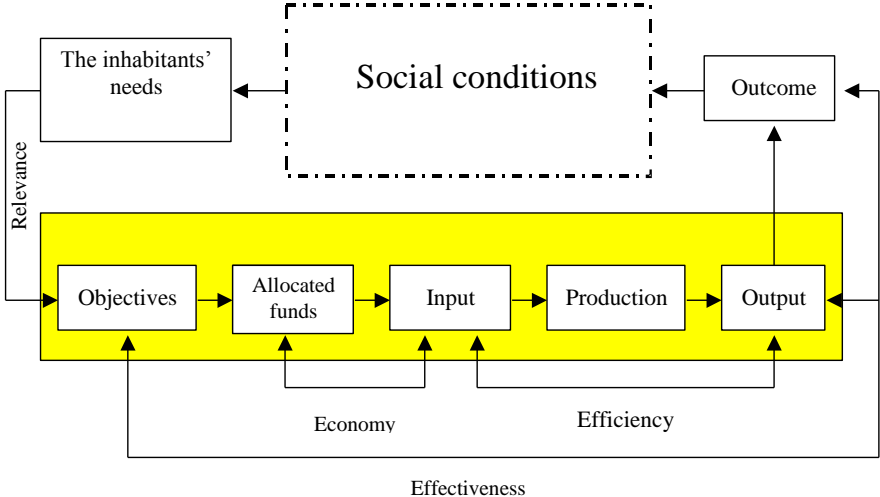 The inhabitants’
needs
Social conditions
Outcome
Relevance
Objectives
Allocated
funds
Input
Production
Output
Economy
Efficiency
Effectiveness